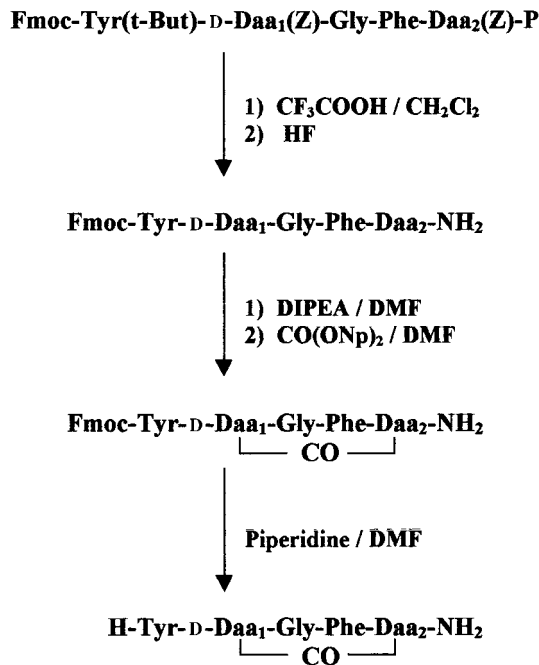 Fmoc-Tyr(t-But)-D-Daa₁(Z)-Gly-Phe-Daa₂(Z)-P
1) CF₃COOH / CH₂Cl₂
2) HF
Fmoc-Tyr-D-Daa₁-Gly-Phe-Daa₂-NH₂
1) DIPEA / DMF
2) CO(ONp)₂ / DMF
Fmoc-Tyr-D-Daa₁-Gly-Phe-Daa₂-NH₂
CO
Piperidine / DMF
H-Tyr-D-Daa₁-Gly-Phe-Daa₂-NH₂
CO